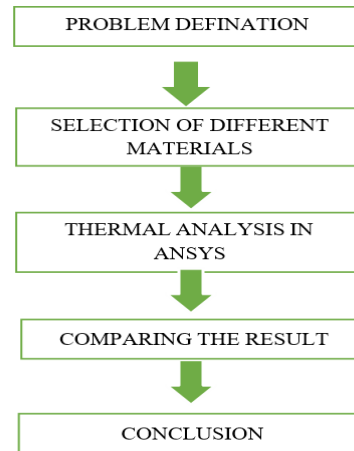 PROBLEM DEFINATION
SELECTION OF DIFFERENT
MATERIALS
THERMAL ANALYSIS IN
ANSYS
COMPARING THE RESULT
CONCLUSION